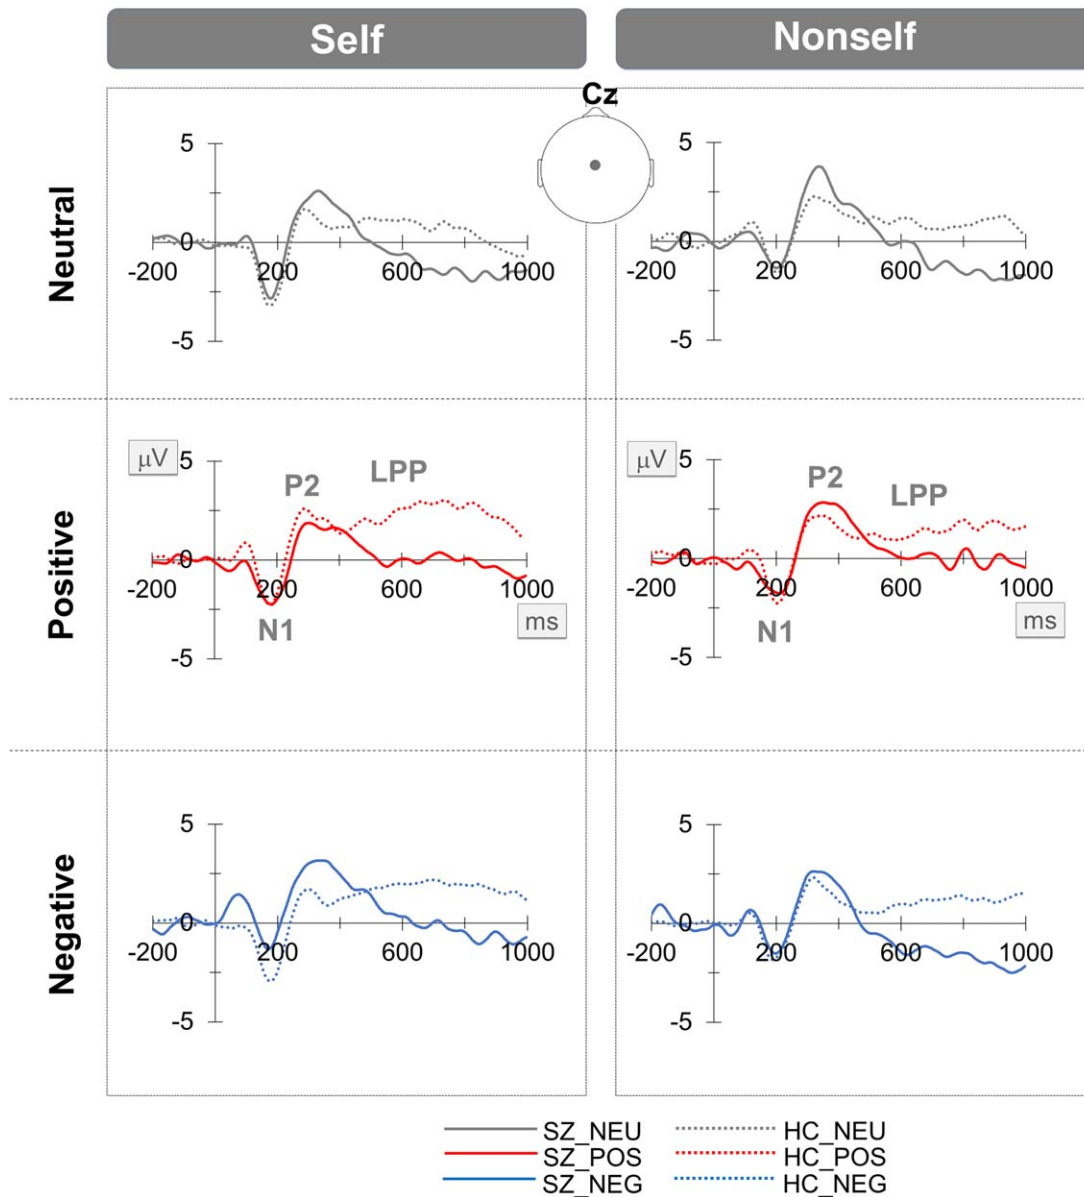 Self
Nonself
Cz
Neutral
5
0
-200 200 600 1000
-5
5
0
-200 200 600 1000
-5
Positive
μV
5
P2
LPP
0
-200 200 600 1000
N1
ms
-5
μV
5
P2
LPP
0
-200 200 600 1000
N1
ms
-5
Negative
5
0
-200 200 600 1000
-5
5
0
-200 200 600 1000
-5
SZ_NEU HC_NEU
SZ_POS HC_POS
SZ_NEG HC_NEG